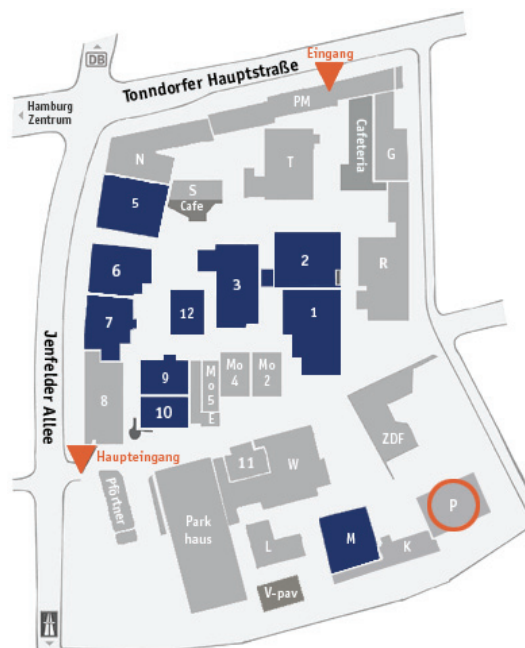 DB
Eingang
Tonndorfer Hauptstraße
Hamburg
Zentrum
PM
Cafeteria
G
N
T
S
Cafe
5
6
3
2
R
7
12
1
8
9
Mo 5
Mo
4
Mo
2
10
E
Jenfelder Allee
Haupteingang
ZDF
Pförtner
11
W
P
Park
haus
L
M
K
V-pav